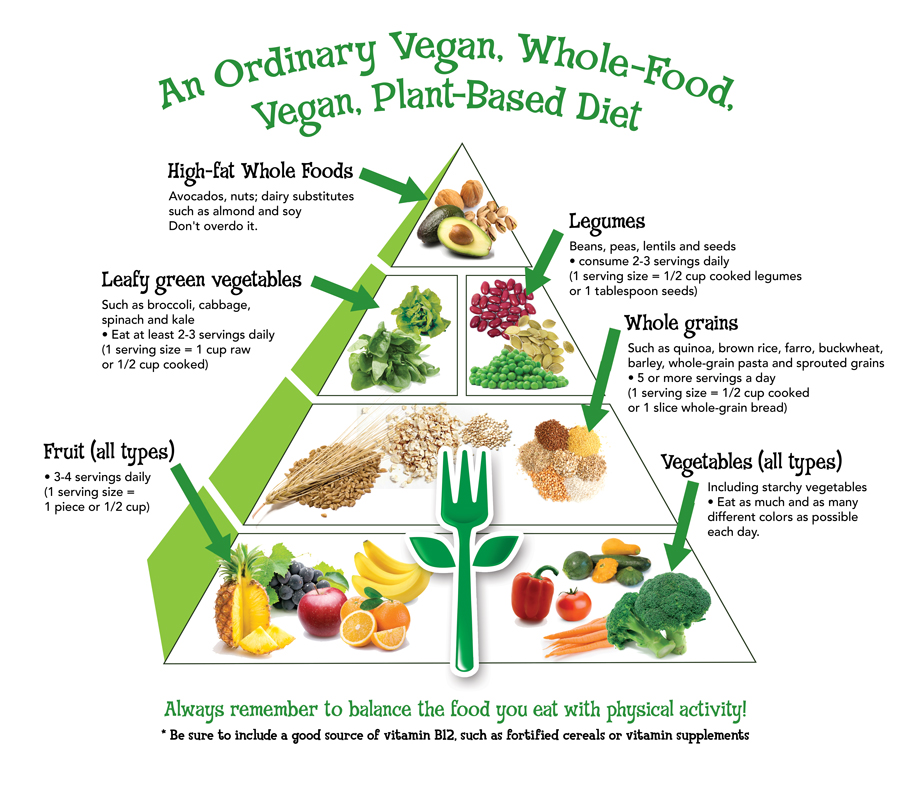 An Ordinary Vegan, Whole-Food,
Vegan, Plant-Based Diet
High-fat Whole Foods
Avocados, nuts; dairy substitutes
such as almond and soy
Don't overdo it.
Legumes
Beans, peas, lentils and seeds
• consume 2-3 servings daily
(1 serving size = 1/2 cup cooked legumes
or 1 tablespoon seeds)
Leafy green vegetables
Such as broccoli, cabbage,
spinach and kale
• Eat at least 2-3 servings daily
(1 serving size = 1 cup raw
or 1/2 cup cooked)
Whole grains
Such as quinoa, brown rice, farro, buckwheat,
barley, whole-grain pasta and sprouted grains
• 5 or more servings a day
(1 serving size = 1/2 cup cooked
or 1 slice whole-grain bread)
Fruit (all types)
• 3-4 servings daily
(1 serving size =
1 piece or 1/2 cup)
Vegetables (all types)
Including starchy vegetables
• Eat as much and as many
different colors as possible
each day.
Always remember to balance the food you eat with physical activity!
* Be sure to include a good source of vitamin B12, such as fortified cereals or vitamin supplements